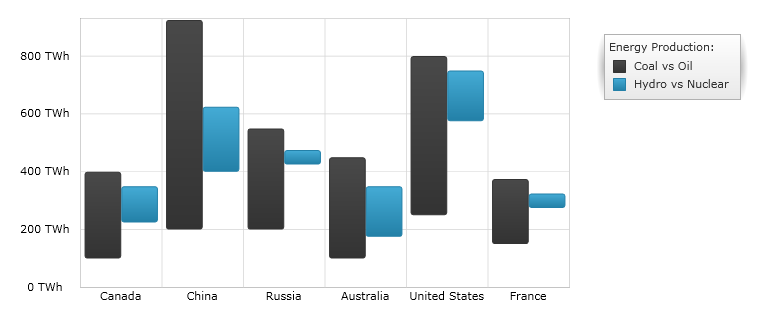 Energy Production:
Coal vs Oil
Hydro vs Nuclear
800 TWh
600 TWh
400 TWh
200 TWh
0 TWh
Canada China Russia Australia United States France